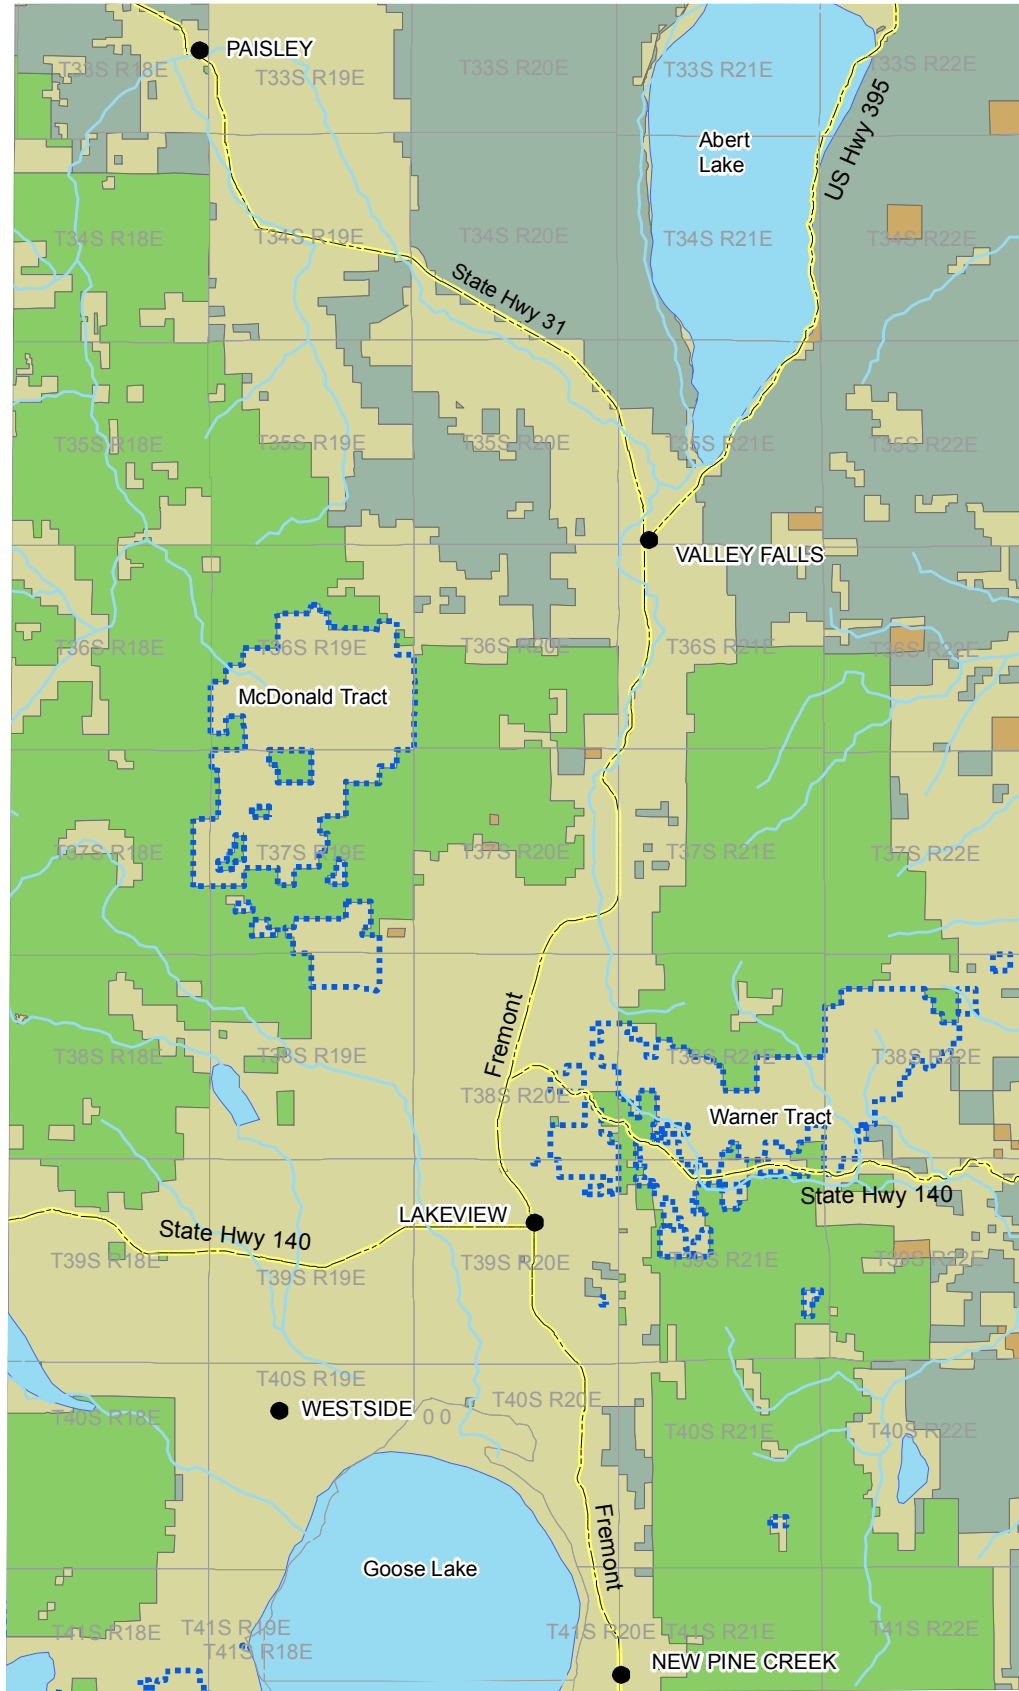 PAISLEY
T33S R18E
T33S R19E
T33S R20E
T33S R21E
T33S R22E
US Hwy 395
Abert
Lake
T34S R18E
T34S R19E
T34S R20E
T34S R21E
T34S R22E
State Hwy 31
T35S R18E
T35S R19E
T35S R20E
T35S R21E
T35S R22E
VALLEY FALLS
T36S R18E
T36S R19E
T36S R20E
T36S R21E
T36S R22E
McDonald Tract
T37S R18E
T37S R19E
T37S R20E
T37S R21E
T37S R22E
Fremont
T38S R18E
T38S R19E
T38S R20E
T38S R21E
T38S R22E
Warner Tract
State Hwy 140
LAKEVIEW
State Hwy 140
T39S R18E
T39S R19E
T39S R20E
T39S R21E
T39S R22E
T40S R19E
T40S R20E
WESTSIDE
0 0
T40S R18E
T40S R21E
T40S R22E
Fremont
Goose Lake
T41S R18E
T41S R19E
T41S R18E
T41S R20E
T41S R21E
T41S R22E
NEW PINE CREEK